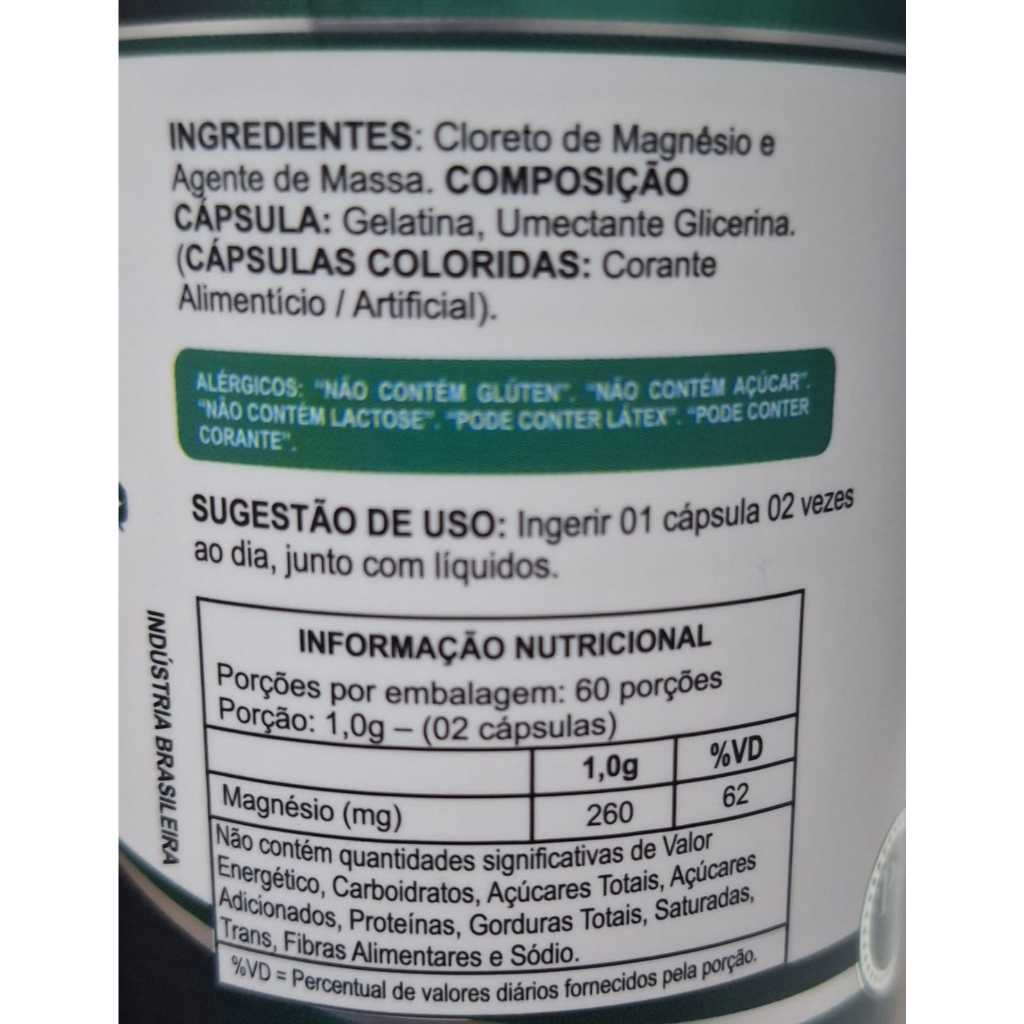 INGREDIENTES: Cloreto de Magnésio e
Agente de Massa. COMPOSIÇÃO
CÁPSULA: Gelatina, Umectante Glicerina.
(CÁPSULAS COLORIDAS: Corante
Alimentício / Artificial).
ALÉRGICOS: "NÃO CONTÉM GLÚTEN". "NÃO CONTÉM AÇÚCAR".
"NÃO CONTÉM LACTOSE". "PODE CONTER LÁTEX". "PODE CONTER
CORANTE".
SUGESTÃO DE USO: Ingerir 01 cápsula 02 vezes
ao dia, junto com líquidos.
INDÚSTRIA BRASILEIRA
INFORMAÇÃO NUTRICIONAL
Porções por embalagem: 60 porções
Porção: 1,0g – (02 cápsulas)
1,0g %VD
Magnésio (mg) 260 62
Não contém quantidades significativas de Valor
Energético, Carboidratos, Açúcares Totais, Açúcares
Adicionados, Proteínas, Gorduras Totais, Saturadas,
Trans, Fibras Alimentares e Sódio.
%VD = Percentual de valores diários fornecidos pela porção.